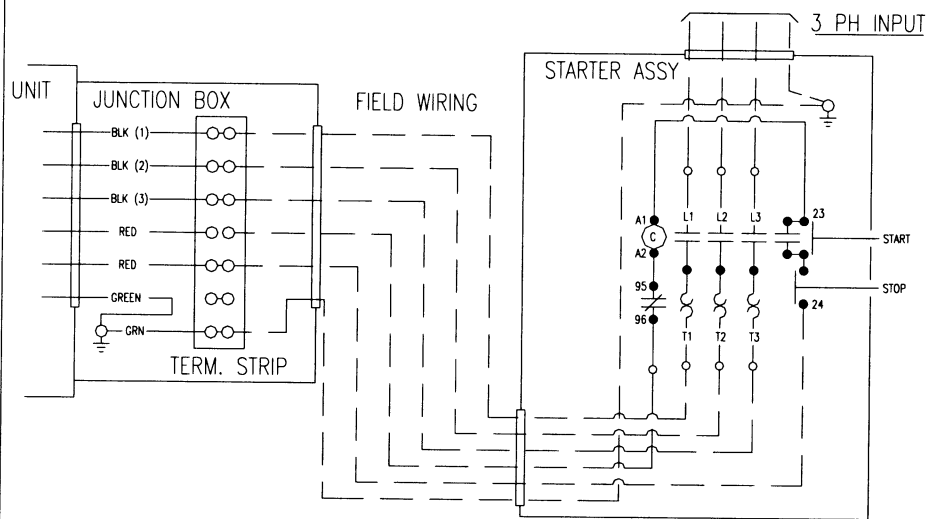 3 PH INPUT
STARTER ASSY
UNIT
JUNCTION BOX
FIELD WIRING
BLK (1)
BLK (2)
BLK (3)
RED
RED
GREEN
GRN
TERM. STRIP
A1
L1
L2
L3
23
C
START
A2
95
STOP
96
24
T1
T2
T3